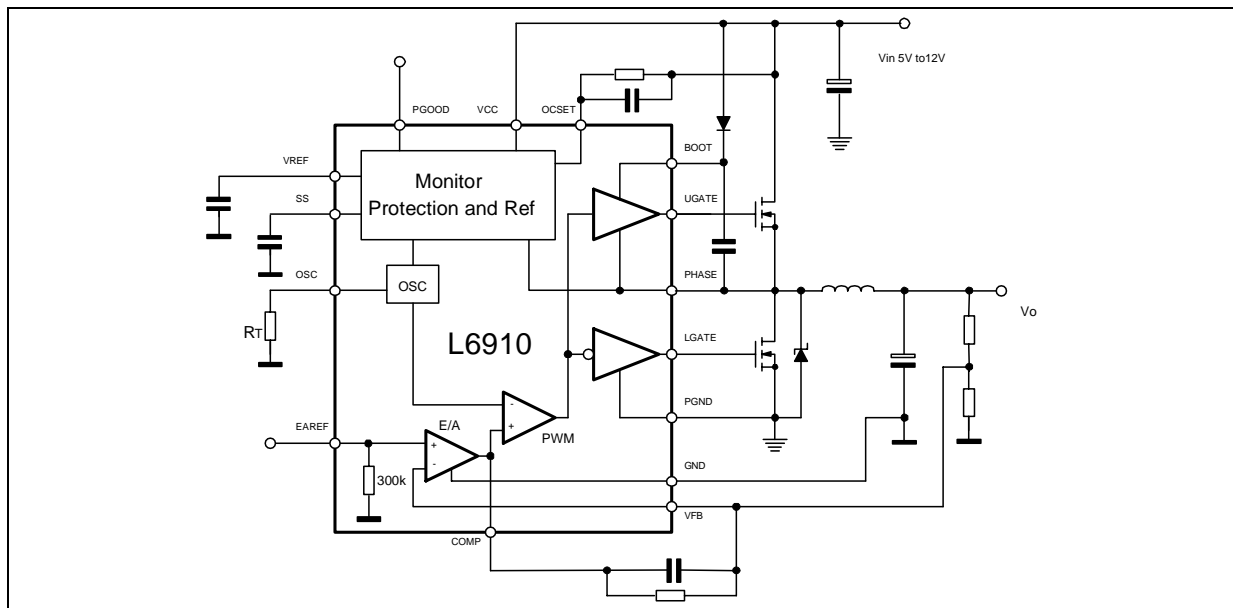 Vin 5V to12V
PGOOD
VCC
OCSET
BOOT
VREF
Monitor
Protection and Ref
SS
UGATE
OSC
OSC
PHASE
RT
L6910
LGATE
PGND
E/A
-
+
PWM
EAREF
+
-
300k
GND
VFB
COMP
Vo